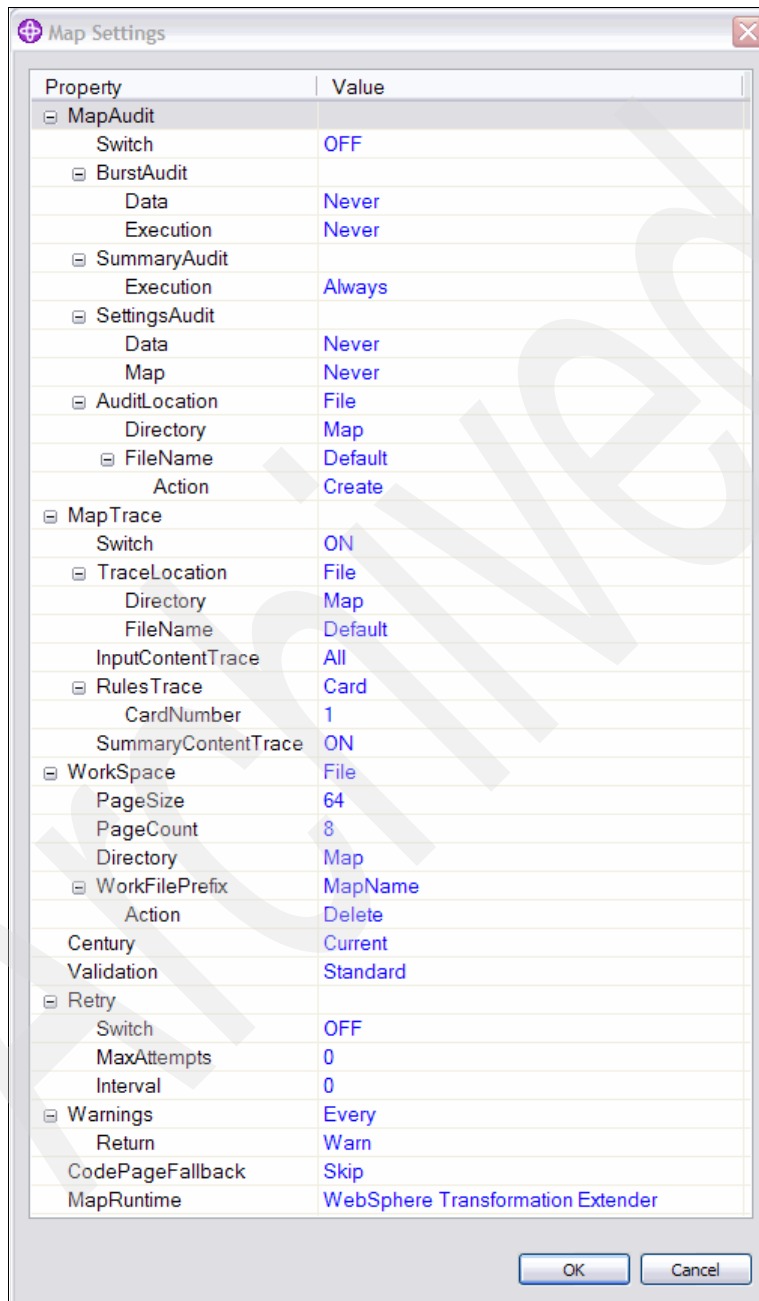 Map Settings
Property Value
MapAudit
Switch OFF
BurstAudit
Data Never
Execution Never
SummaryAudit
Execution Always
SettingsAudit
Data Never
Map Never
AuditLocation File
Directory Map
FileName Default
Action Create
MapTrace
Switch ON
TraceLocation File
Directory Map
FileName Default
InputContentTrace All
RulesTrace Card
CardNumber 1
SummaryContentTrace ON
WorkSpace File
PageSize 64
PageCount 8
Directory Map
WorkFilePrefix MapName
Action Delete
Century Current
Validation Standard
Retry
Switch OFF
MaxAttempts 0
Interval 0
Warnings Every
Return Warn
CodePageFallback Skip
MapRuntime WebSphere Transformation Extender
OK Cancel
Archived